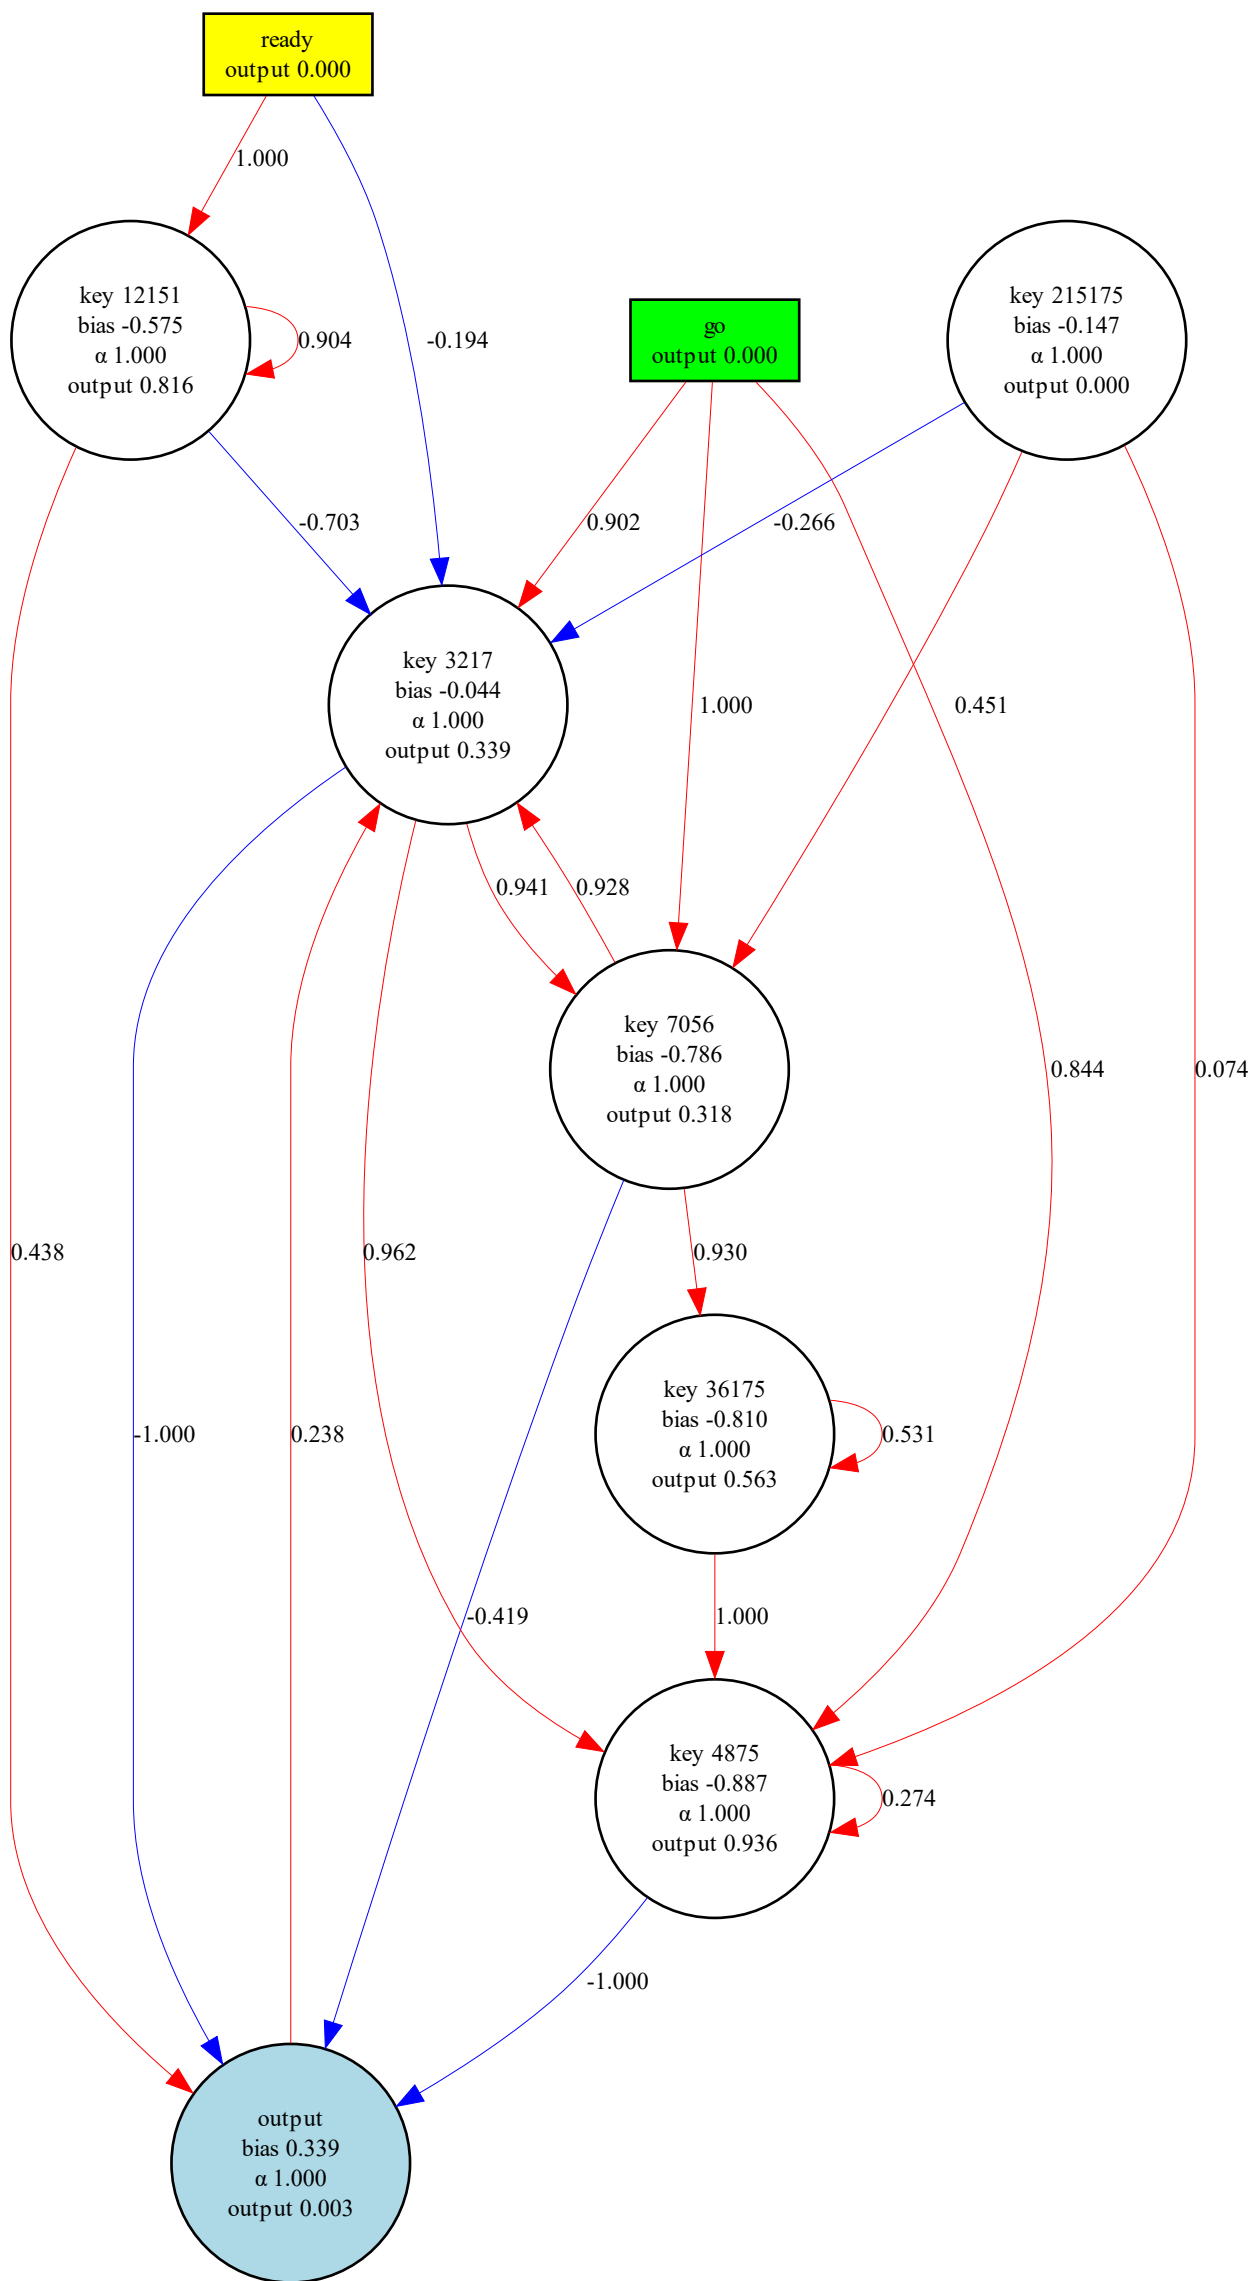 ready
output 0.000
1.000
key 12151
bias -0.575
α 1.000
output 0.816
0.904
-0.194
go
output 0.000
key 215175
bias -0.147
α 1.000
output 0.000
-0.703
0.902
-0.266
key 3217
bias -0.044
α 1.000
output 0.339
1.000
0.451
0.941
0.928
key 7056
bias -0.786
α 1.000
output 0.318
0.844
0.074
0.438
0.962
0.930
key 36175
bias -0.810
α 1.000
output 0.563
0.531
-1.000
0.238
-0.419
1.000
key 4875
bias -0.887
α 1.000
output 0.936
0.274
-1.000
output
bias 0.339
α 1.000
output 0.003